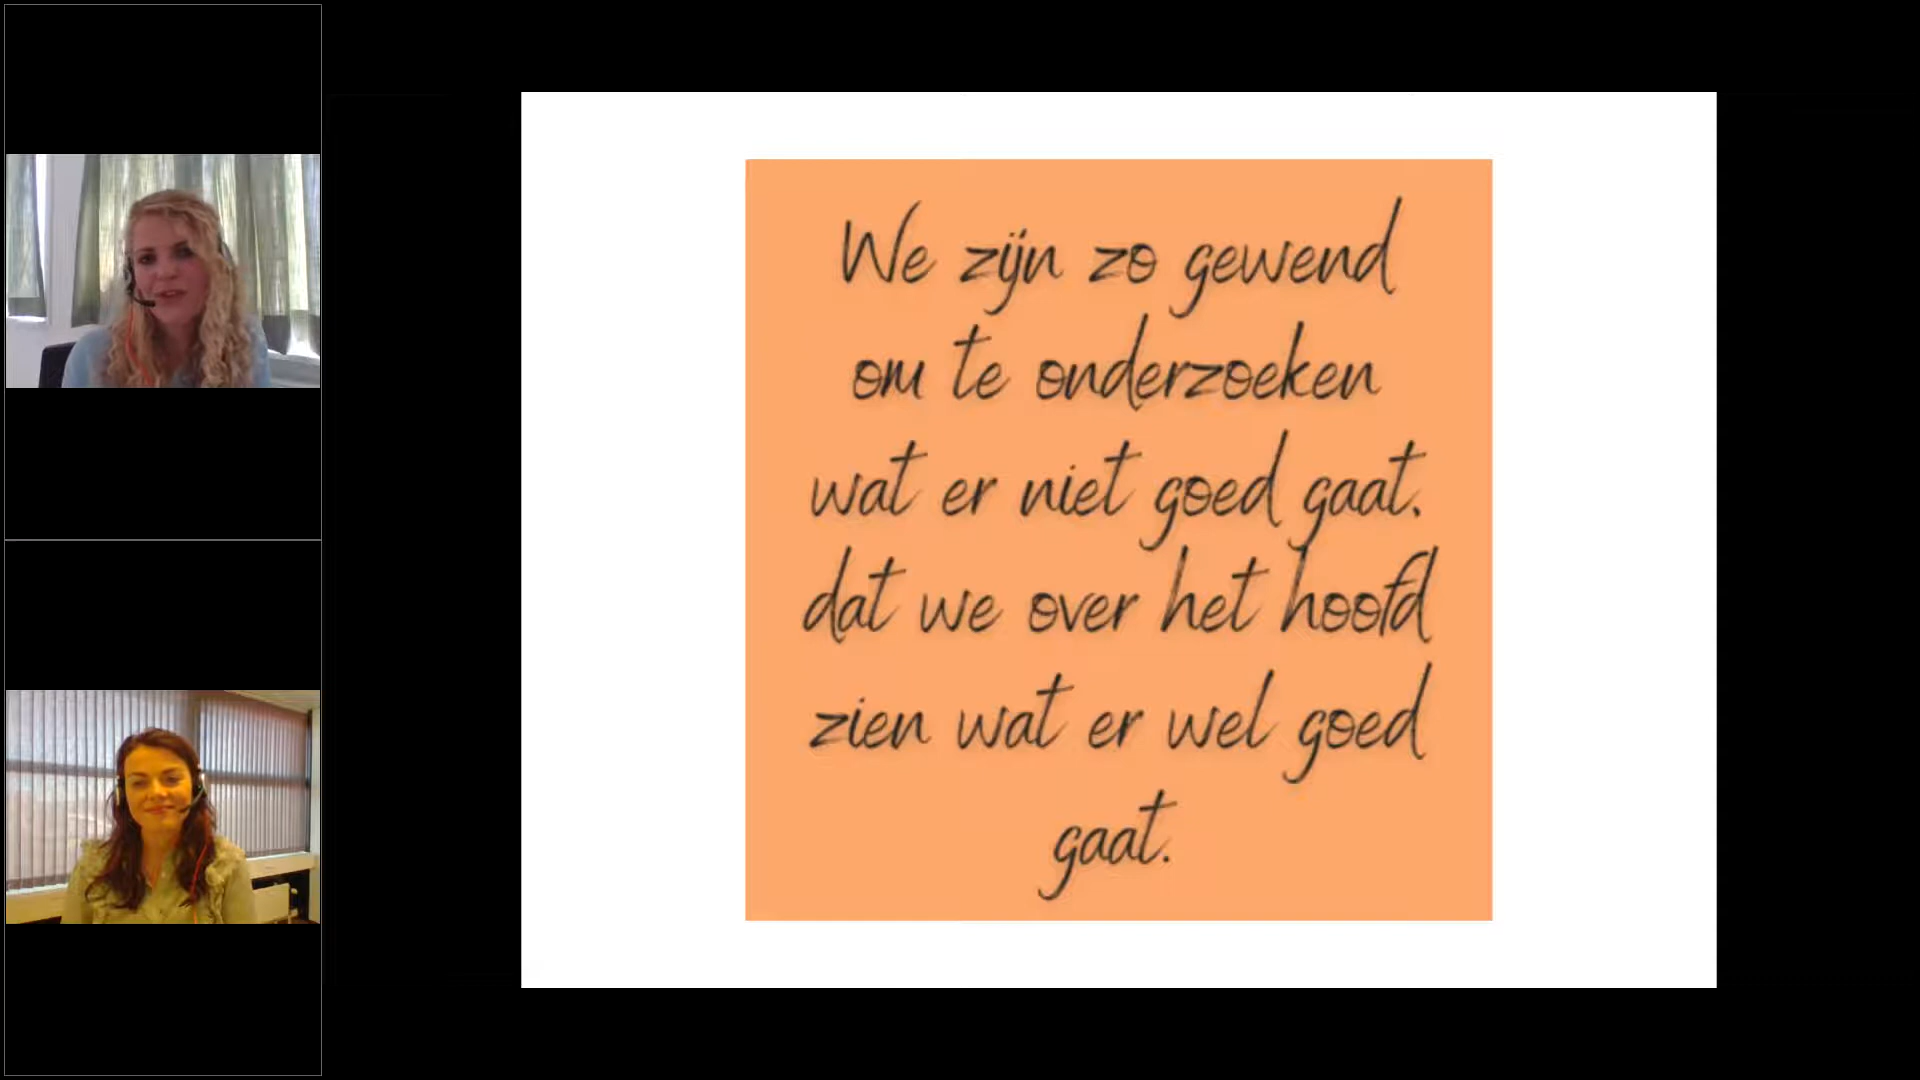 We zijn zo gewend
om te onderzoeken
wat er niet goed gaat,
dat we over het hoofd
zien wat er wel goed
gaat.